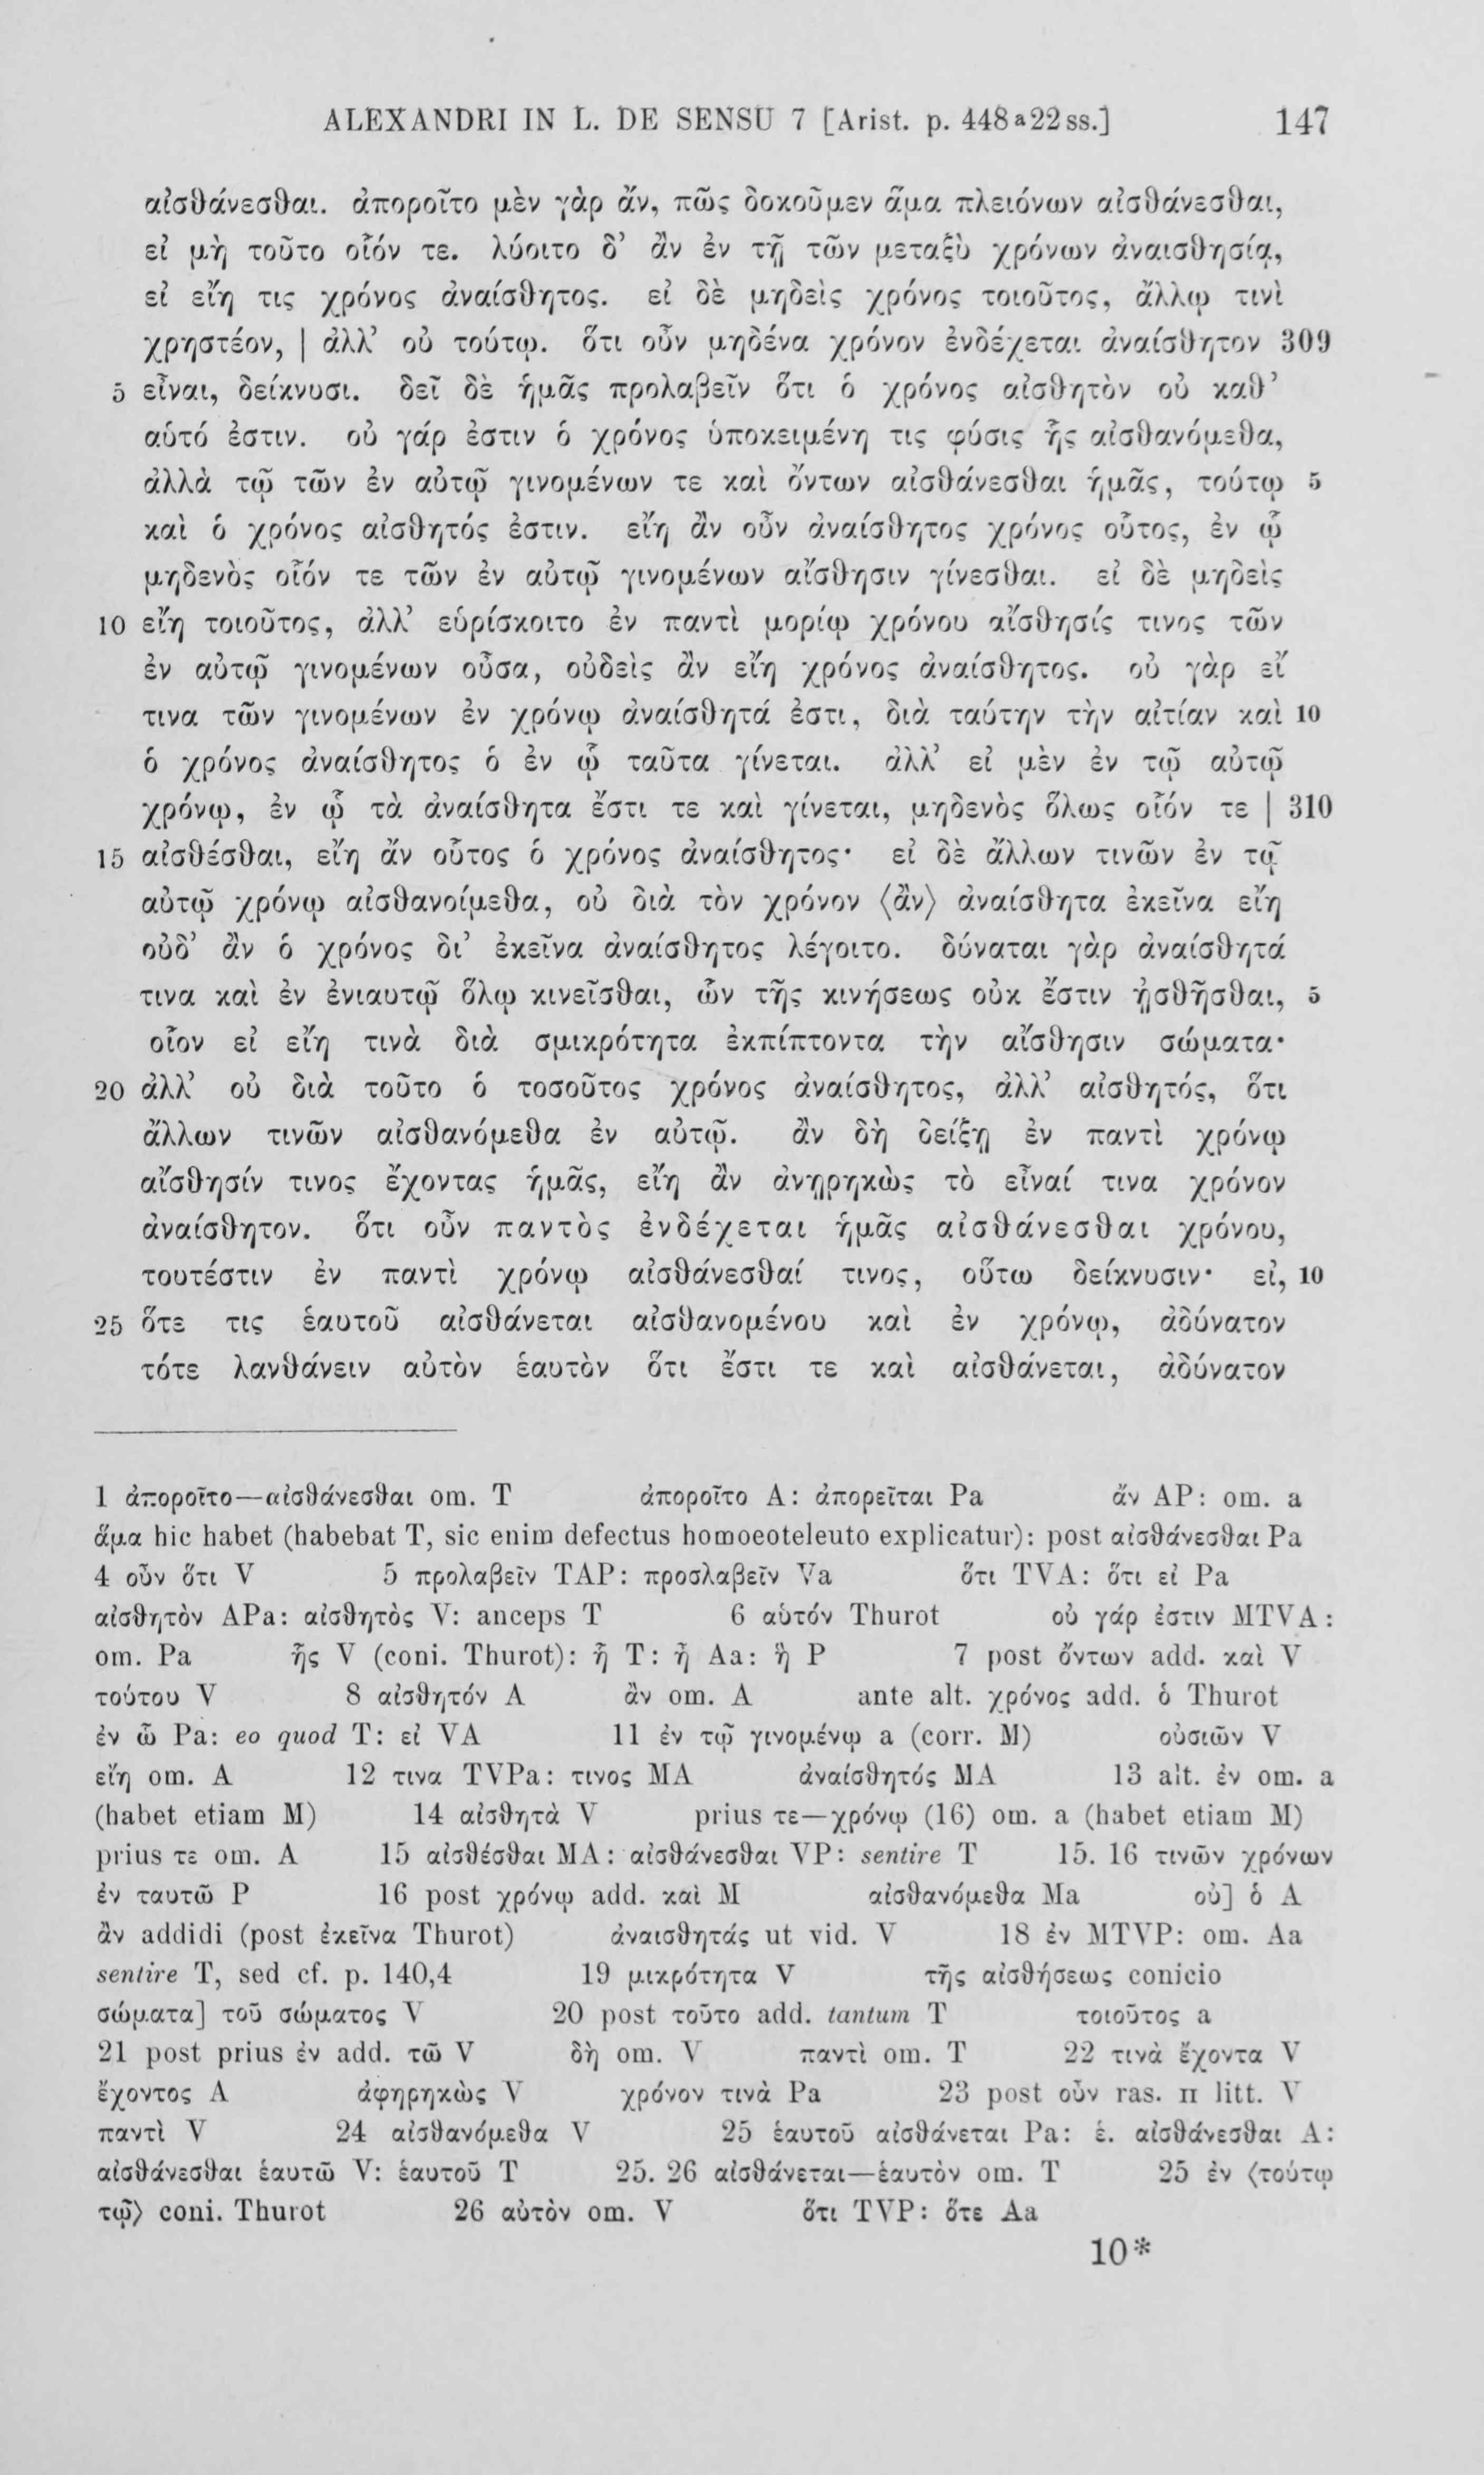 ALEXANDRI IN L. DE SENSU 7 [Arist. p. 448ª22ss.] 147
αἰσθάνεσθαι. ἀποροῖτο μὲν γὰρ ἄν, πῶς δοκοῦμεν ἅμα πλειόνων αἰσθάνεσθαι,
εἰ μὴ τοῦτο οἷόν τε. λύοιτο δ’ ἂν ἐν τῇ τῶν μεταξὺ χρόνων ἀναισθησίᾳ,
εἰ εἴη τις χρόνος ἀναίσθητος. εἰ δὲ μηδεὶς χρόνος τοιοῦτος, ἄλλῳ τινὶ
χρηστέον, | ἀλλ’ οὐ τούτῳ. ὅτι οὖν μηδένα χρόνον ἐνδέχεται ἀναίσθητον 309
5 εἶναι, δείκνυσι. δεῖ δὲ ἡμᾶς προλαβεῖν ὅτι ὁ χρόνος αἰσθητὸν οὐ καθ’
αὑτό ἐστιν. οὐ γάρ ἐστιν ὁ χρόνος ὑποκειμένη τις φύσις ἧς αἰσθανόμεθα,
ἀλλὰ τῷ τῶν ἐν αὐτῷ γινομένων τε καὶ ὄντων αἰσθάνεσθαι ἡμᾶς, τούτῳ 5
καὶ ὁ χρόνος αἰσθητός ἐστιν. εἴη ἂν οὖν ἀναίσθητος χρόνος οὗτος, ἐν ᾧ
μηδενὸς οἷόν τε τῶν ἐν αὐτῷ γινομένων αἴσθησιν γίνεσθαι. εἰ δὲ μηδεὶς
10 εἴη τοιοῦτος, ἀλλ’ εὑρίσκοιτο ἐν παντὶ μορίῳ χρόνου αἴσθησίς τινος τῶν
ἐν αὐτῷ γινομένων οὖσα, οὐδεὶς ἂν εἴη χρόνος ἀναίσθητος. οὐ γὰρ εἴ
τινα τῶν γινομένων ἐν χρόνῳ ἀναίσθητά ἐστι, διὰ ταύτην τὴν αἰτίαν καὶ 10
ὁ χρόνος ἀναίσθητος ὁ ἐν ᾧ ταῦτα γίνεται. ἀλλ’ εἰ μὲν ἐν τῷ αὐτῷ
χρόνῳ, ἐν ᾧ τὰ ἀναίσθητα ἔστι τε καὶ γίνεται, μηδενὸς ὅλως οἷόν τε | 310
15 αἰσθέσθαι, εἴη ἄν οὗτος ὁ χρόνος ἀναίσθητος· εἰ δὲ ἄλλων τινῶν ἐν τῷ
αὐτῷ χρόνῳ αἰσθανοίμεθα, οὐ διὰ τὸν χρόνον ⟨ἂν⟩ ἀναίσθητα ἐκεῖνα εἴη
οὐδ’ ἂν ὁ χρόνος δι’ ἐκεῖνα ἀναίσθητος λέγοιτο. δύναται γὰρ ἀναίσθητά
τινα καὶ ἐν ἐνιαυτῷ ὅλῳ κινεῖσθαι, ὧν τῆς κινήσεως οὐκ ἔστιν ᾐσθῆσθαι, 5
οἷον εἰ εἴη τινὰ διὰ σμικρότητα ἐκπίπτοντα τὴν αἴσθησιν σώματα·
20 ἀλλ’ οὐ διὰ τοῦτο ὁ τοσοῦτος χρόνος ἀναίσθητος, ἀλλ’ αἰσθητός, ὅτι
ἄλλων τινῶν αἰσθανόμεθα ἐν αὐτῷ. ἂν δὴ δείξῃ ἐν παντὶ χρόνῳ
αἴσθησίν τινος ἔχοντας ἡμᾶς, εἴη ἂν ἀνῃρηκὼς τὸ εἶναί τινα χρόνον
ἀναίσθητον. ὅτι οὖν παντὸς ἐνδέχεται ἡμᾶς αἰσθάνεσθαι χρόνου,
τουτέστιν ἐν παντὶ χρόνῳ αἰσθάνεσθαί τινος, οὕτω δείκνυσιν· εἰ, 10
25 ὅτε τις ἑαυτοῦ αἰσθάνεται αἰσθανομένου καὶ ἐν χρόνῳ, ἀδύνατον
τότε λανθάνειν αὐτὸν ἑαυτὸν ὅτι ἔστι τε καὶ αἰσθάνεται, ἀδύνατον
1 ἀποροῖτο—αἰσθάνεσθαι om. T ἀποροῖτο A: ἀπορεῖται Pa ἄν AP: om. a
ἅμα hic habet (habebat T, sic enim defectus homoeoteleuto explicatur): post αἰσθάνεσθαι Pa
4 οὖν ὅτι V 5 προλαβεῖν TAP: προσλαβεῖν Va ὅτι TVA: ὅτι εἰ Pa
αἰσθητὸν APa: αἰσθητὸς V: anceps T 6 αὑτόν Thurot οὐ γάρ ἐστιν MTVA:
om. Pa ἧς V (coni. Thurot): ἡ T: ἦ Aa: ἢ P 7 post ὄντων add. καὶ V
τούτου V 8 αἰσθητόν A ἂν om. A ante alt. χρόνος add. ὁ Thurot
ἐν ὧ Pa: eo quod T: εἰ VA 11 ἐν τῷ γινομένῳ a (corr. M) οὐσιῶν V
εἴη om. A 12 τινα TVPa: τινος MA ἀναίσθητός MA 13 alt. ἐν om. a
(habet etiam M) 14 αἰσθητὰ V prius τε—χρόνῳ (16) om. a (habet etiam M)
prius τε om. A 15 αἰσθέσθαι MA: αἰσθάνεσθαι VP: sentire T 15. 16 τινῶν χρόνων
ἐν ταυτῶ P 16 post χρόνῳ add. καὶ M αἰσθανόμεθα Ma οὐ] ὁ A
ἂν addidi (post ἐκεῖνα Thurot) ἀναισθητάς ut vid. V 18 ἐν MTVP: om. Aa
sentire T, sed cf. p. 140,4 19 μικρότητα V τῆς αἰσθήσεως conicio
σώματα] τοῦ σώματος V 20 post τοῦτο add. tantum T τοιοῦτος a
21 post prius ἐν add. τῶ V δὴ om. V παντὶ om. T 22 τινὰ ἔχοντα V
ἔχοντος A ἀφηρηκὼς V χρόνον τινὰ Pa 23 post οὖν ras. II litt. V
παντὶ V 24 αἰσθανόμεθα V 25 ἑαυτοῦ αἰσθάνεται Pa: ἑ. αἰσθάνεσθαι A:
αἰσθάνεσθαι ἑαυτῶ V: ἑαυτοῦ T 25. 26 αἰσθάνεται—ἑαυτὸν om. T 25 ἐν ⟨τούτῳ
τῷ⟩ coni. Thurot 26 αὐτὸν om. V ὅτι TVP: ὅτε Aa
10*